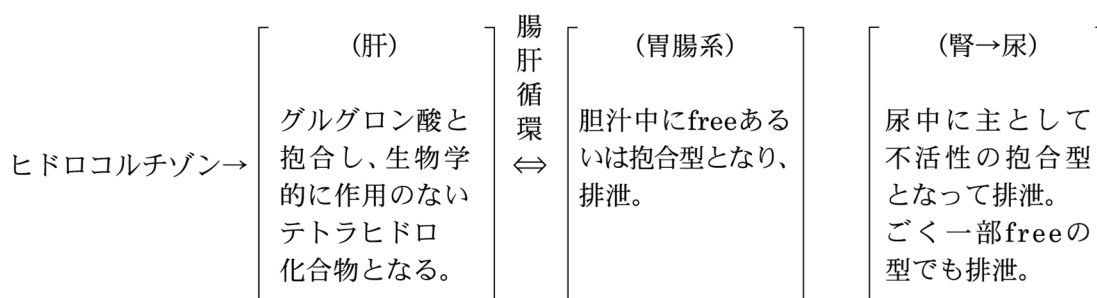 ヒドロコルチゾン→
(肝)
グルグロン酸と
抱合し、生物学
的に作用のない
テトラヒドロ
化合物となる。
腸肝循環
⇔
(胃腸系)
胆汁中にfreeある
いは抱合型となり、
排泄。
(腎→尿)
尿中に主として
不活性の抱合型
となって排泄。
ごく一部freeの
型でも排泄。